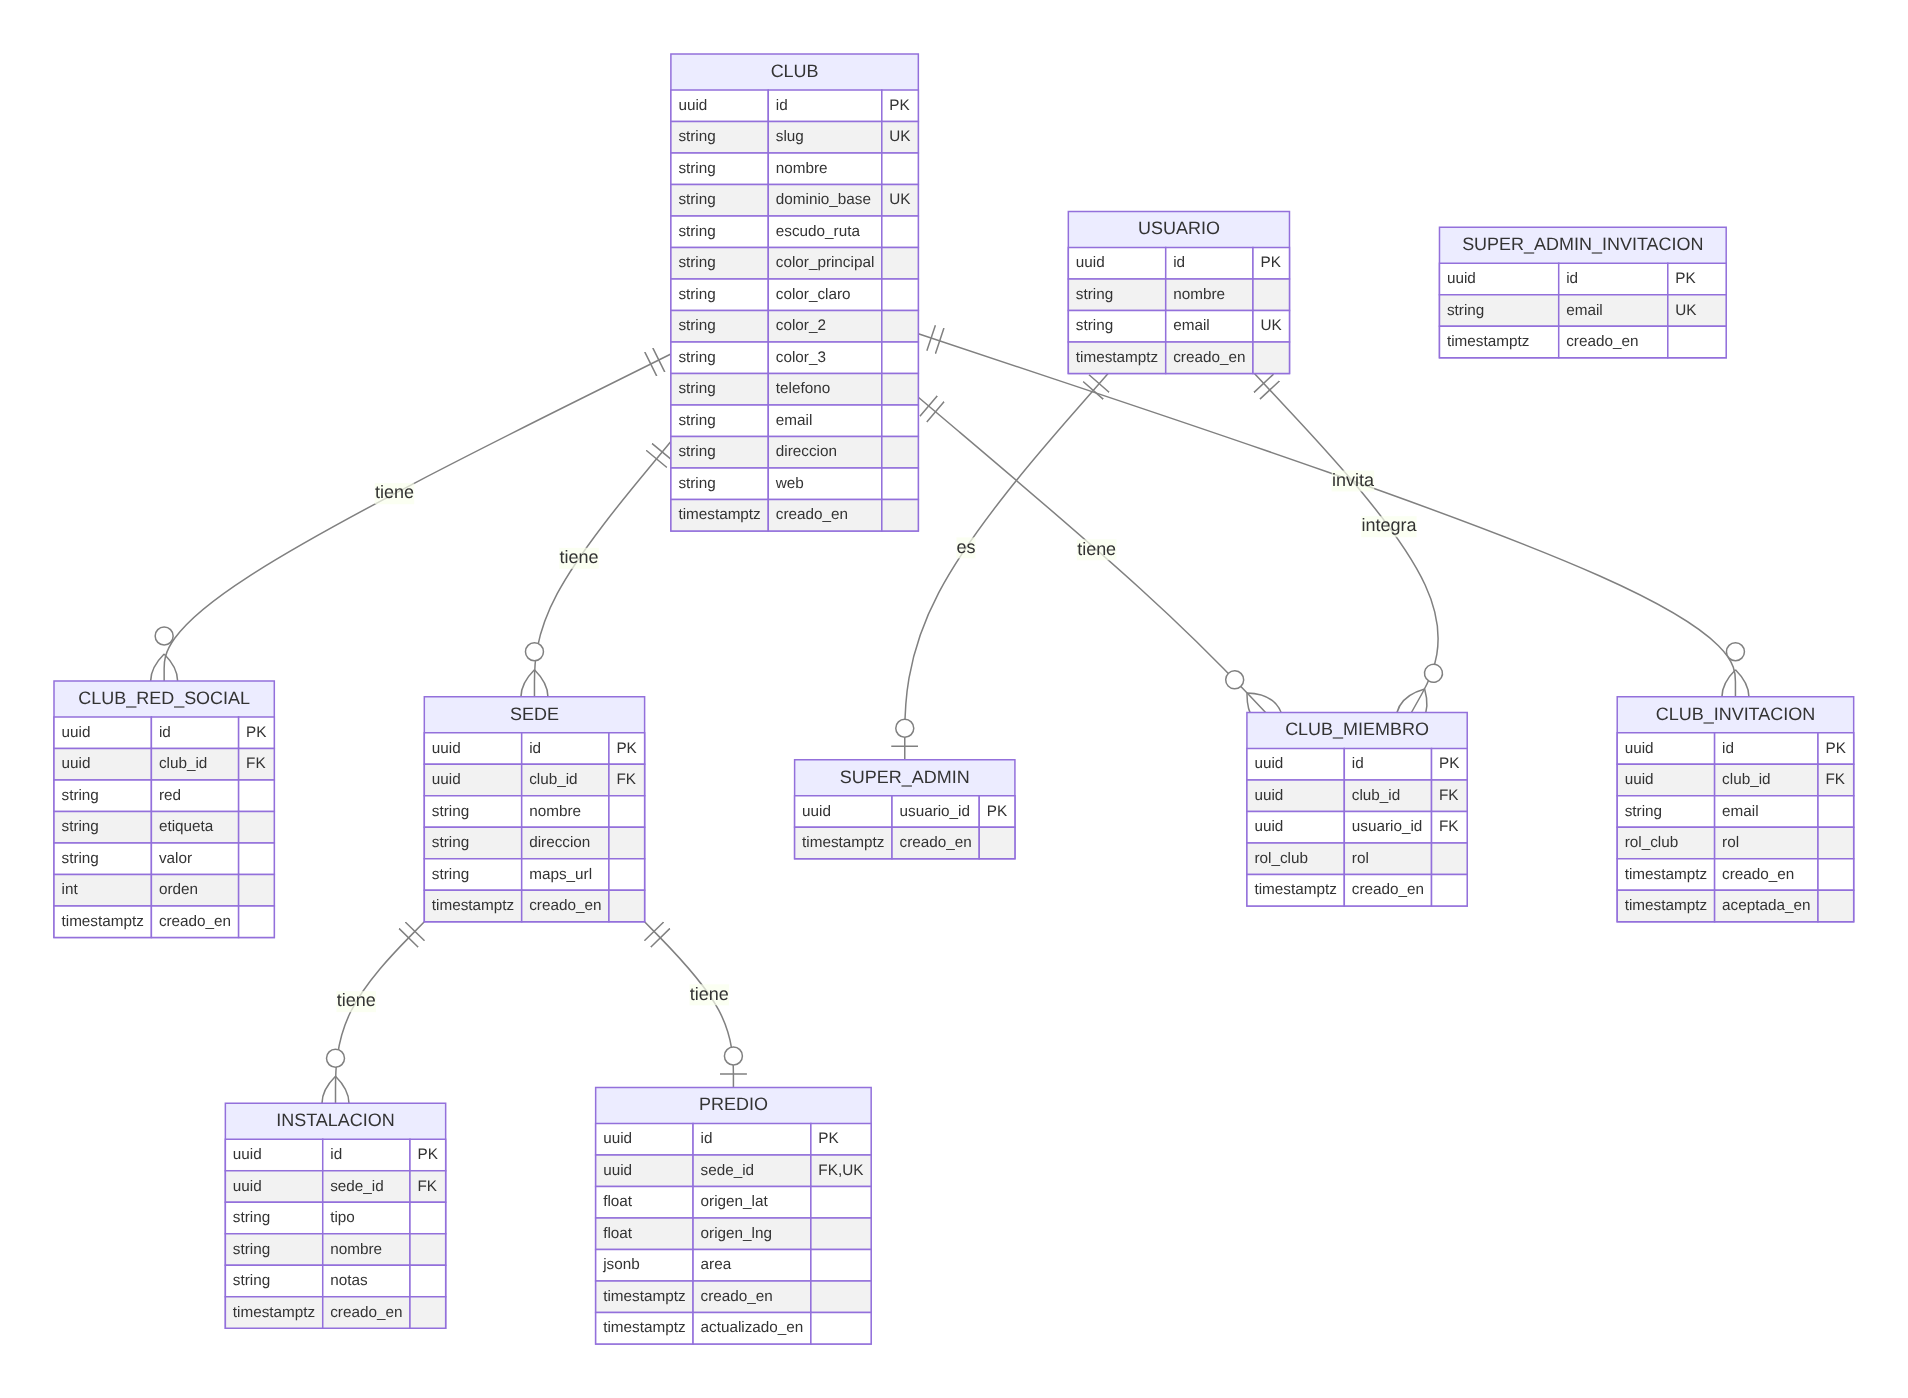 CLUB
uuid id PK
string slug UK
string nombre
string dominio_base UK
string escudo_ruta
string color_principal
string color_claro
string color_2
string color_3
string telefono
string email
string direccion
string web
timestamptz creado_en
USUARIO
uuid id PK
string nombre
string email UK
timestamptz creado_en
SUPER_ADMIN_INVITACION
uuid id PK
string email UK
timestamptz creado_en
tiene
tiene
es
tiene
invita
integra
CLUB_RED_SOCIAL
uuid id PK
uuid club_id FK
string red
string etiqueta
string valor
int orden
timestamptz creado_en
SEDE
uuid id PK
uuid club_id FK
string nombre
string direccion
string maps_url
timestamptz creado_en
SUPER_ADMIN
uuid usuario_id PK
timestamptz creado_en
CLUB_MIEMBRO
uuid id PK
uuid club_id FK
uuid usuario_id FK
rol_club rol
timestamptz creado_en
CLUB_INVITACION
uuid id PK
uuid club_id FK
string email
rol_club rol
timestamptz creado_en
timestamptz aceptada_en
tiene
tiene
INSTALACION
uuid id PK
uuid sede_id FK
string tipo
string nombre
string notas
timestamptz creado_en
PREDIO
uuid id PK
uuid sede_id FK,UK
float origen_lat
float origen_lng
jsonb area
timestamptz creado_en
timestamptz actualizado_en